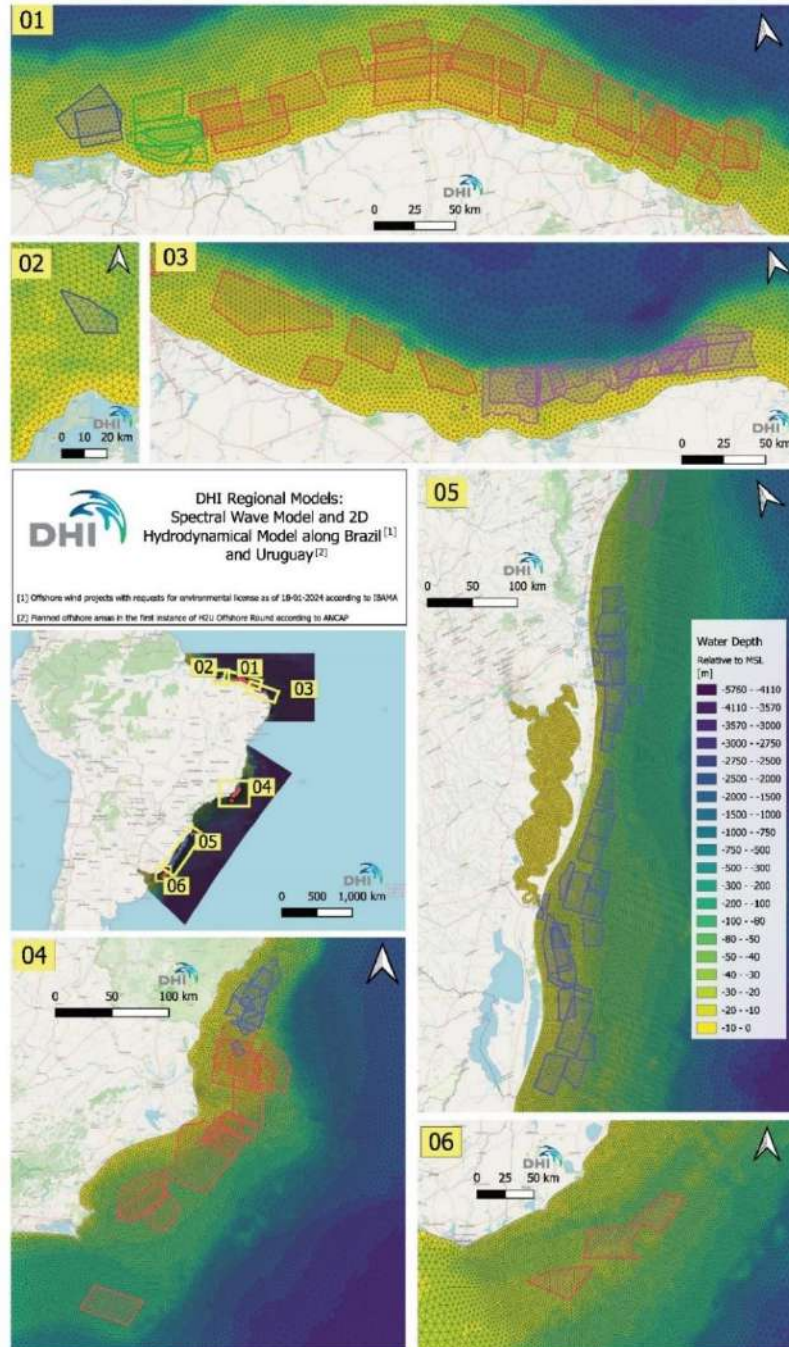 01
DHI
0 25 50 km
02
DHI
0 10 20 km
03
DHI
0 25 50 km
DHI
DHI Regional Models:
Spectral Wave Model and 2D
Hydrodynamical Model along Brazil [1]
and Uruguay [2]
[1] Offshore wind projects with requests for environmental license as of 18-01-2024 according to IBAMA
[2] Planned offshore areas in the first instance of H2U Offshore Round according to ANCAP
02
01
03
04
05
06
0 500 1,000 km
05
DHI
0 50 100 km
Water Depth
Relative to MSL
[m]
-5760 - -4110
-4110 - -3570
-3570 - -3000
-3000 - -2750
-2750 - -2500
-2500 - -2000
-2000 - -1500
-1500 - -1000
-1000 - -750
-750 - -500
-500 - -300
-300 - -200
-200 - -100
-100 - -80
-80 - -50
-50 - -40
-40 - -30
-30 - -20
-20 - -10
-10 - 0
04
DHI
0 50 100 km
06
DHI
0 25 50 km